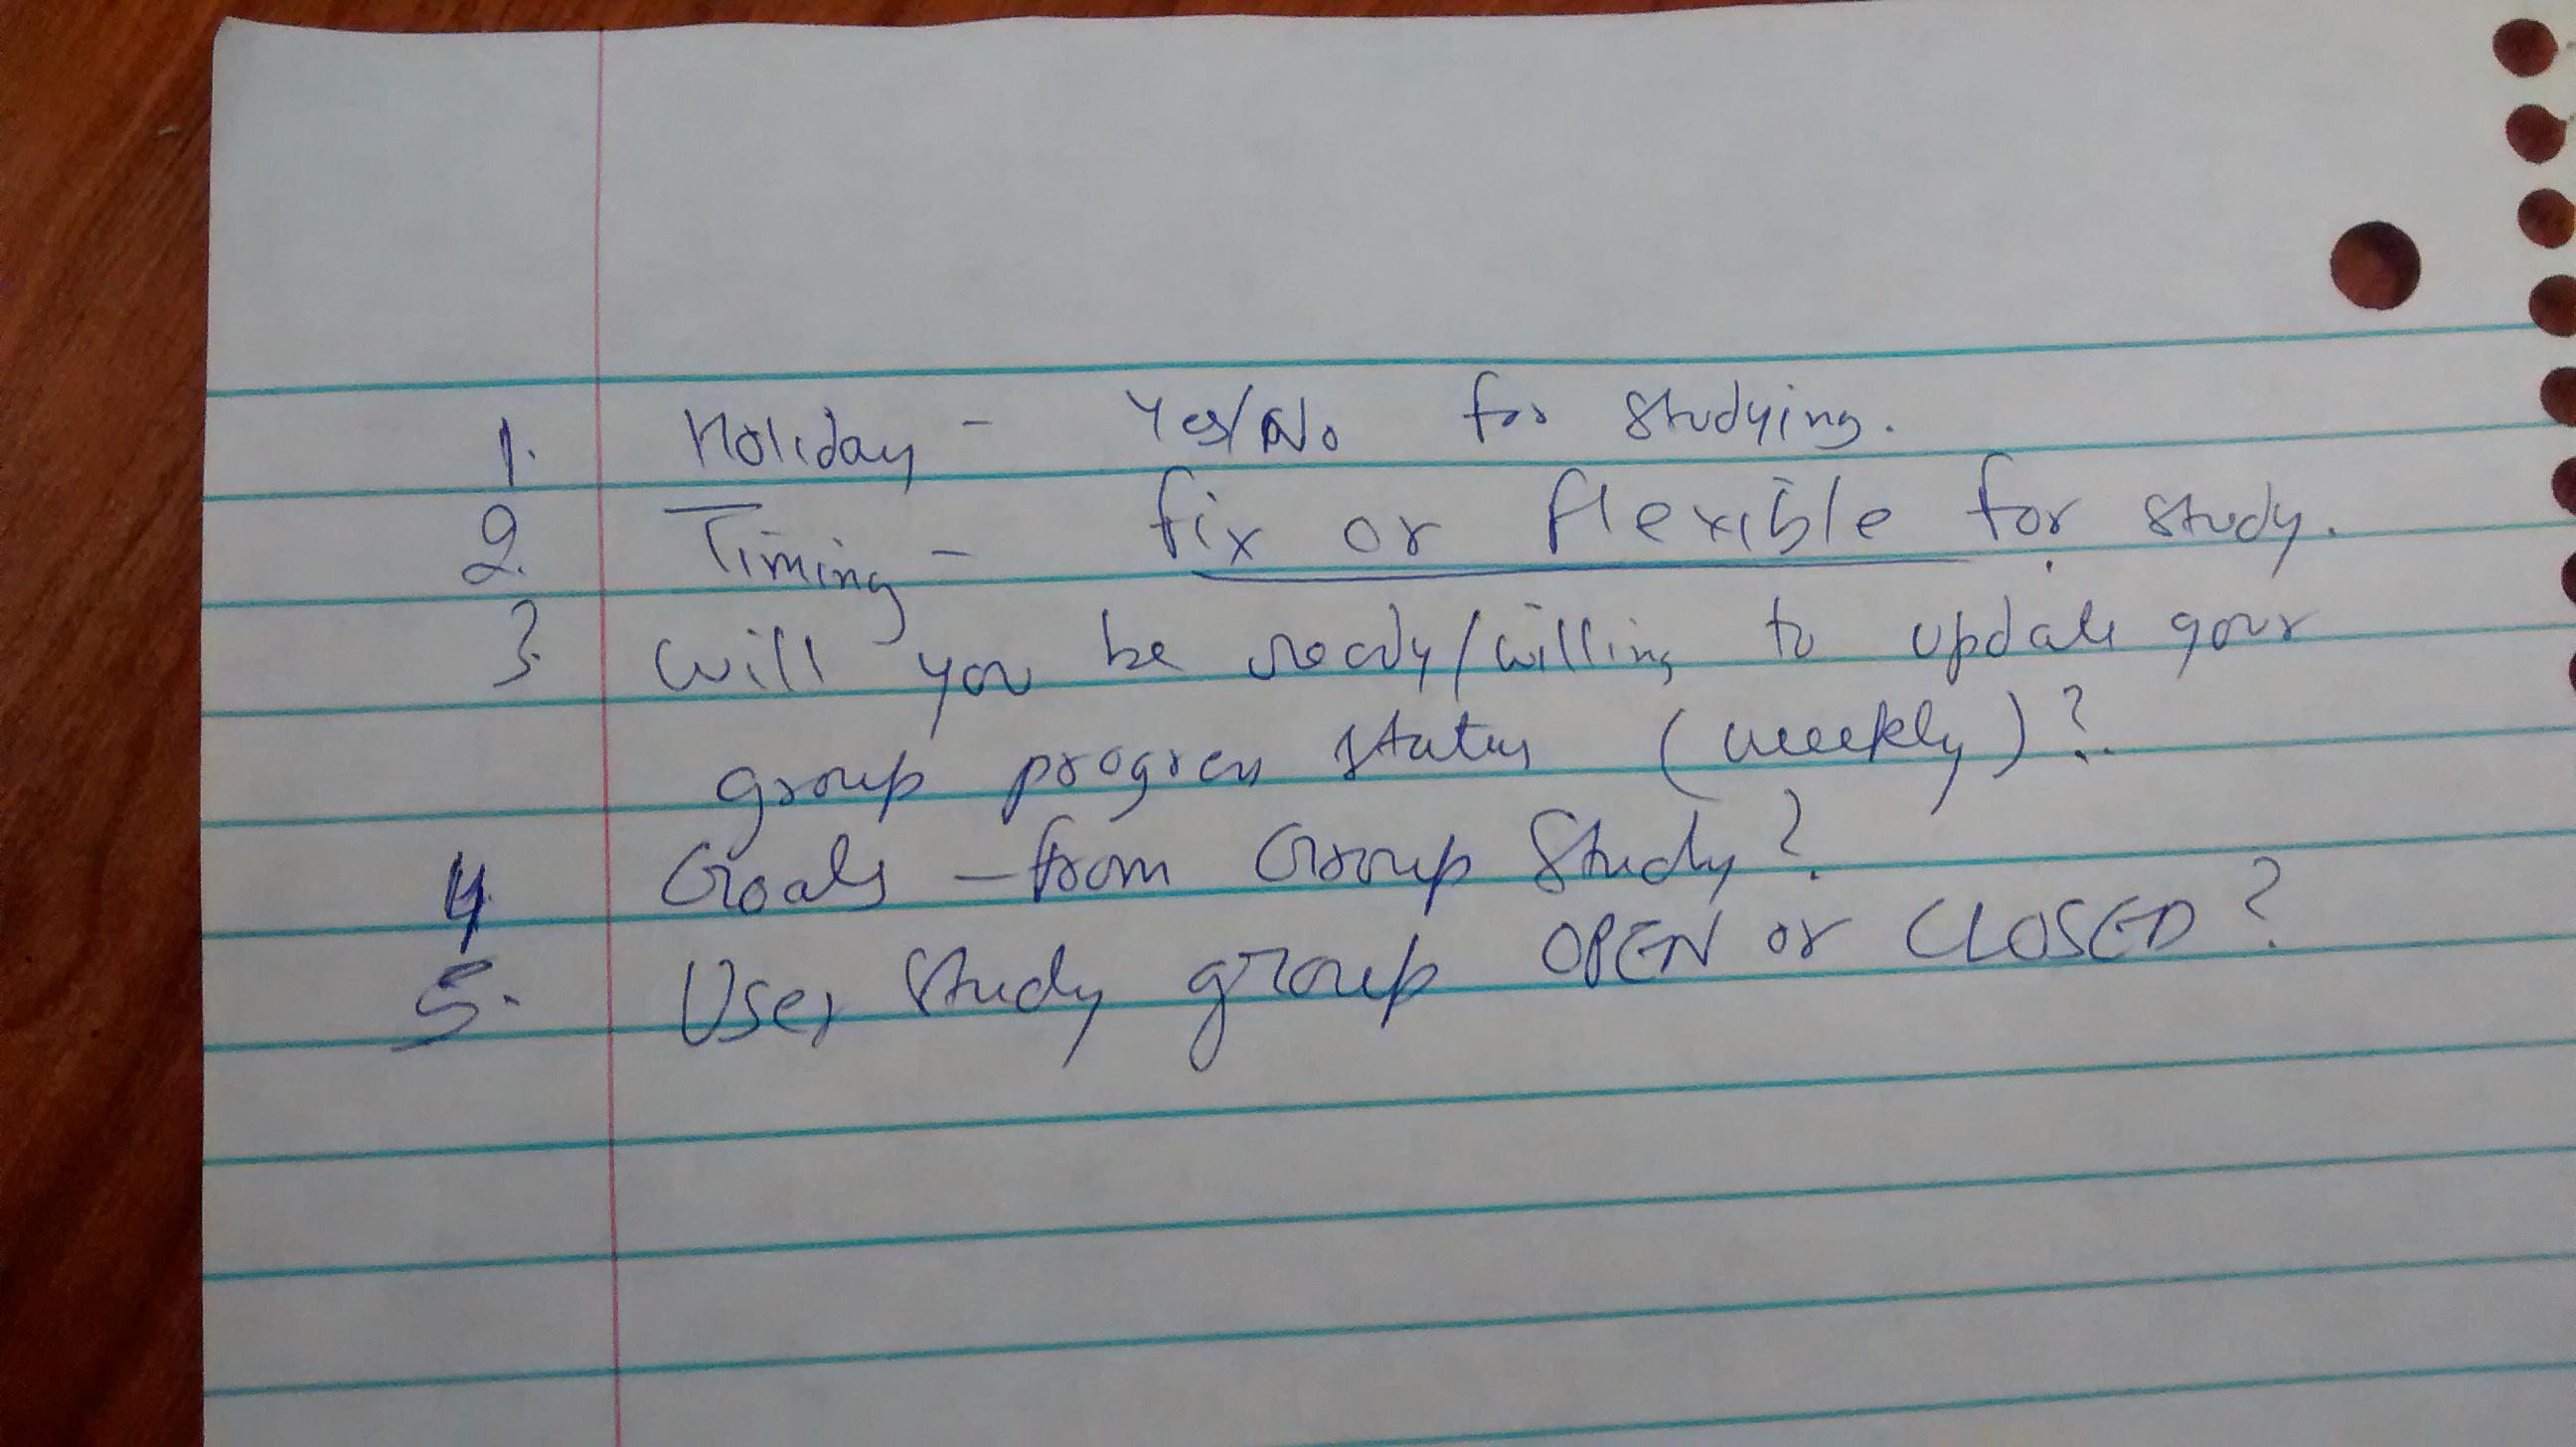 1. Holiday - Yes/No for studying.
2. Timing - fix or flexible for study.
3. Will you be ready/willing to update your
group progress status (weekly)?
4. Goals - from Group Study?
5. User Study group OPEN or CLOSED?